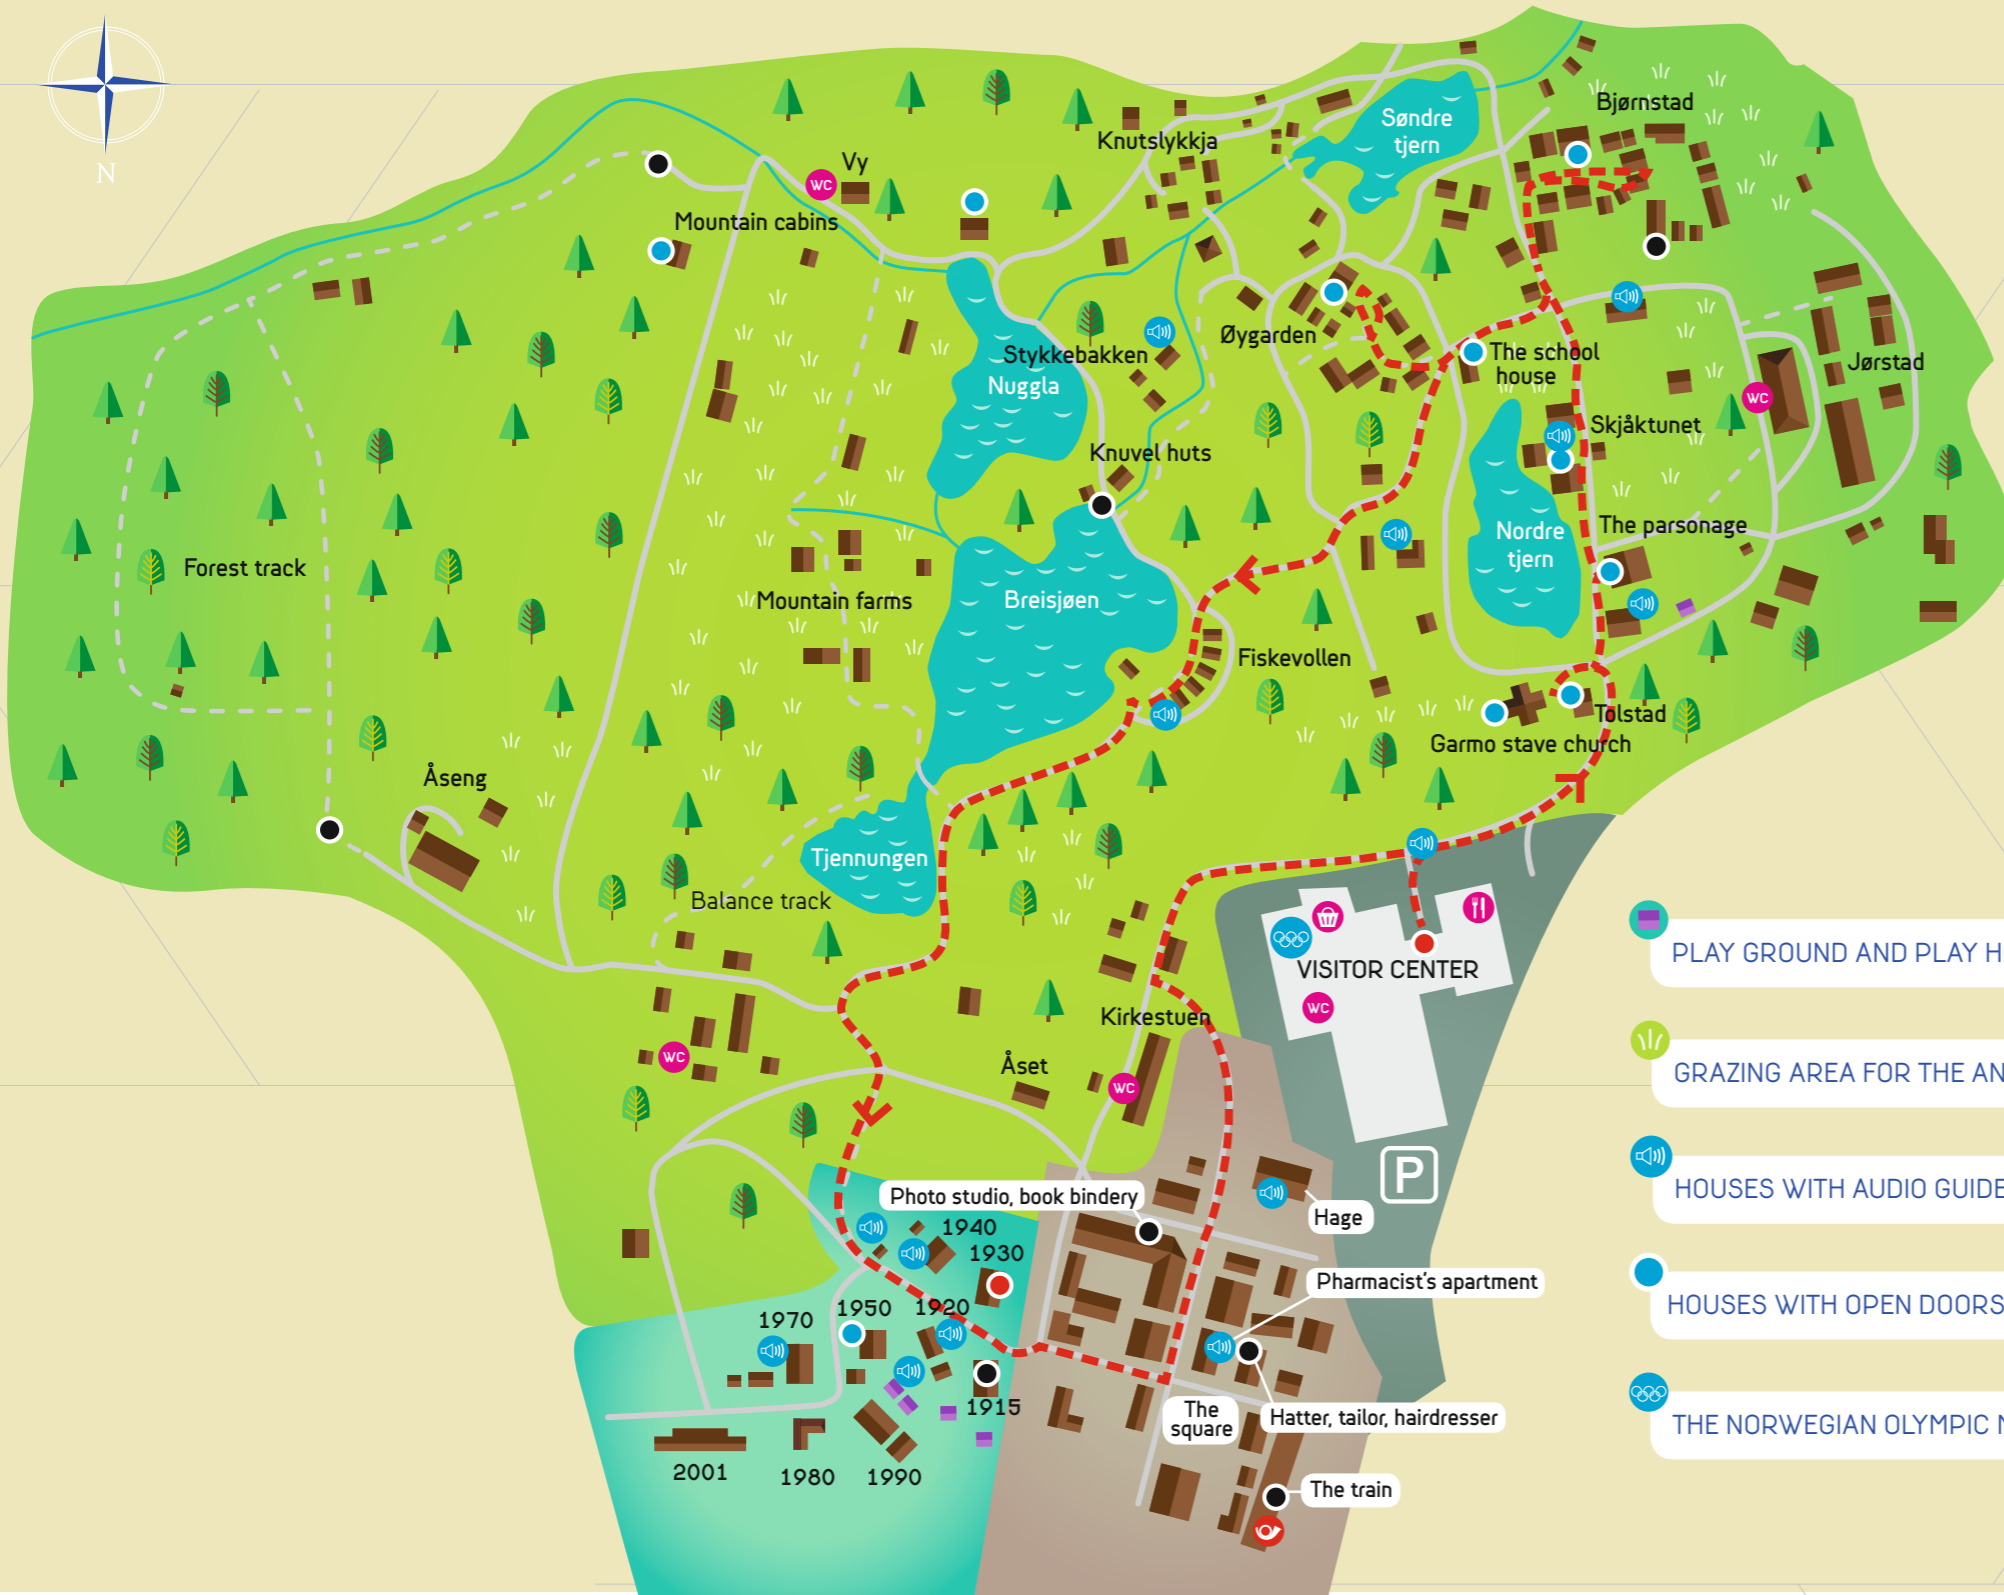 N
Bjørnstad
Søndre
tjern
Knutslykkja
Vy
WC
Mountain cabins
Øygarden
Stykkebakken
Nuggla
The school
house
Jørstad
WC
Skjåktunet
Knuvel huts
Nordre
tjern
The parsonage
Forest track
Mountain farms
Breisjøen
Fiskevollen
Tolstad
Garmo stave church
Åseng
Tjennungen
Balance track
VISITOR CENTER
WC
Kirkestuen
Åset
WC
WC
P
Photo studio, book bindery
Hage
1940
1930
Pharmacist's apartment
1970
1950
1920
1915
The
square
Hatter, tailor, hairdresser
2001
1980
1990
The train
PLAY GROUND AND PLAY H
GRAZING AREA FOR THE AN
HOUSES WITH AUDIO GUIDE
HOUSES WITH OPEN DOORS
THE NORWEGIAN OLYMPIC